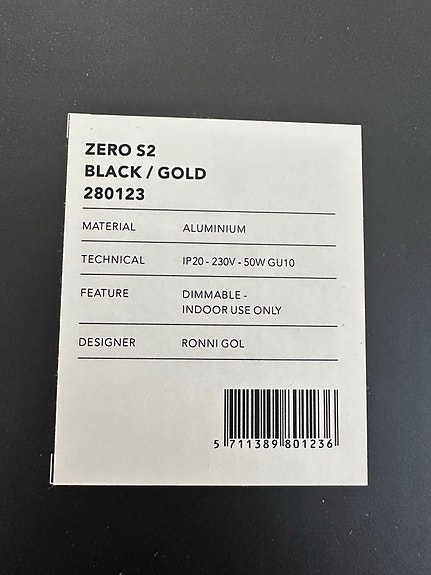 ZERO S2
BLACK / GOLD
280123
MATERIAL ALUMINIUM
TECHNICAL IP20 - 230V - 50W GU10
FEATURE DIMMABLE -
INDOOR USE ONLY
DESIGNER RONNI GOL
5 711389 801236